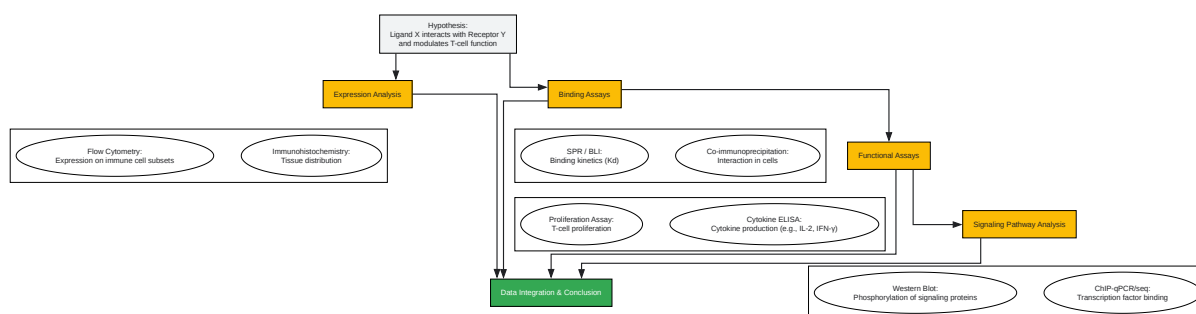 Hypothesis:
Ligand X interacts with Receptor Y
and modulates T-cell function
Expression Analysis
Binding Assays
Flow Cytometry:
Expression on immune cell subsets
Immunohistochemistry:
Tissue distribution
SPR / BLI:
Binding kinetics (Kd)
Co-immunoprecipitation:
Interaction in cells
Functional Assays
Proliferation Assay:
T-cell proliferation
Cytokine ELISA:
Cytokine production (e.g., IL-2, IFN-γ)
Signaling Pathway Analysis
Data Integration & Conclusion
Western Blot:
Phosphorylation of signaling proteins
ChIP-qPCR/seq:
Transcription factor binding